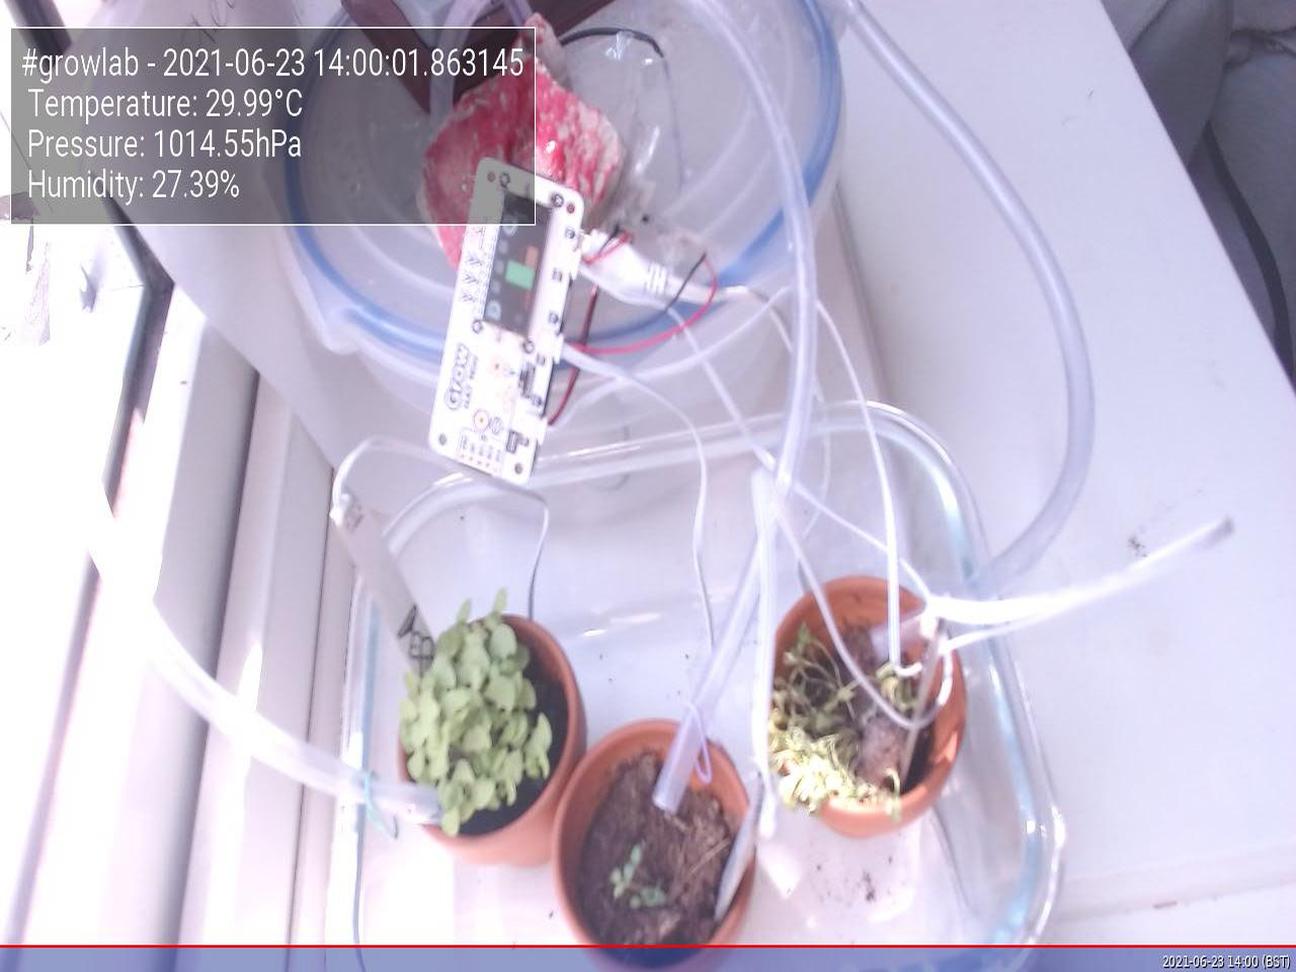 #growlab - 2021-06-23 14:00:01.863145
Temperature: 29.99°C
Pressure: 1014.55hPa
Humidity: 27.39%
Grow
2021-06-23 14:00 (BST)